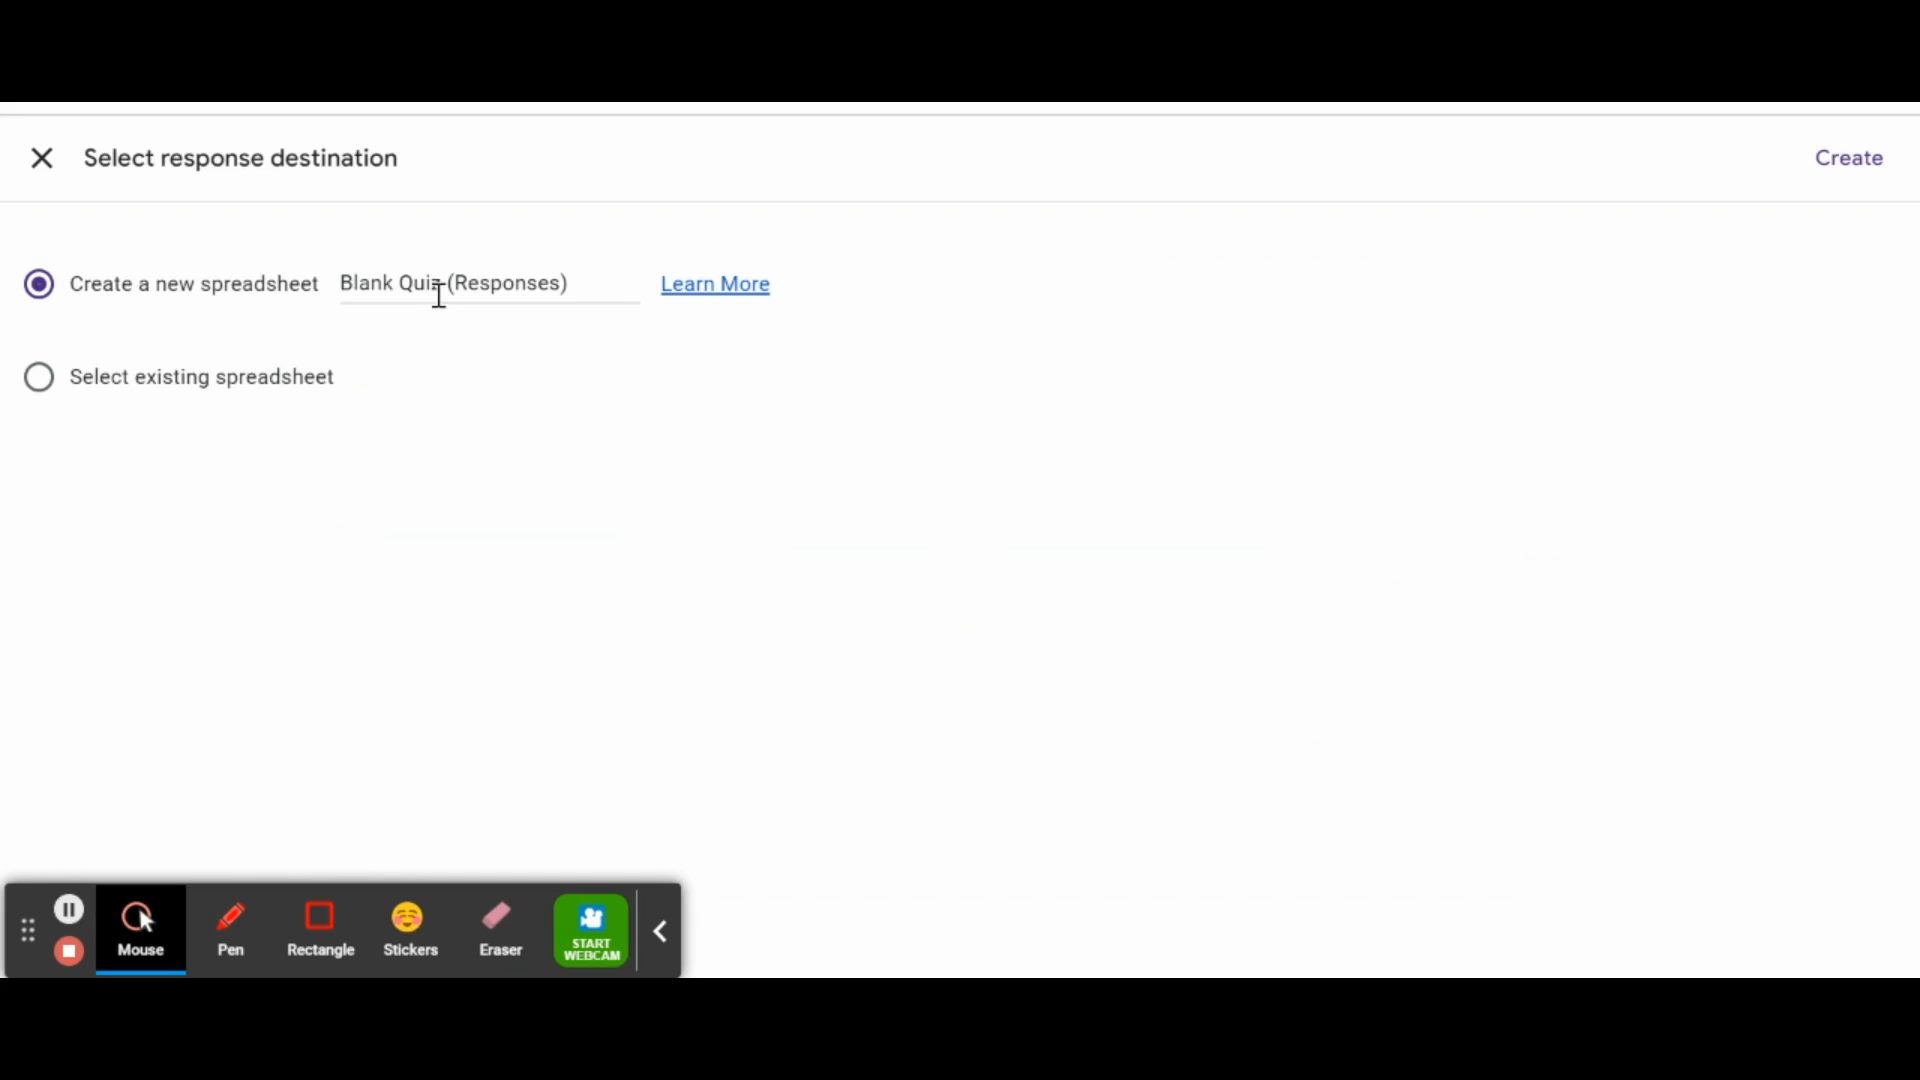 Select response destination
Create
Create a new spreadsheet Blank Quiz (Responses) Learn More
Select existing spreadsheet
Mouse Pen Rectangle Stickers Eraser START WEBCAM